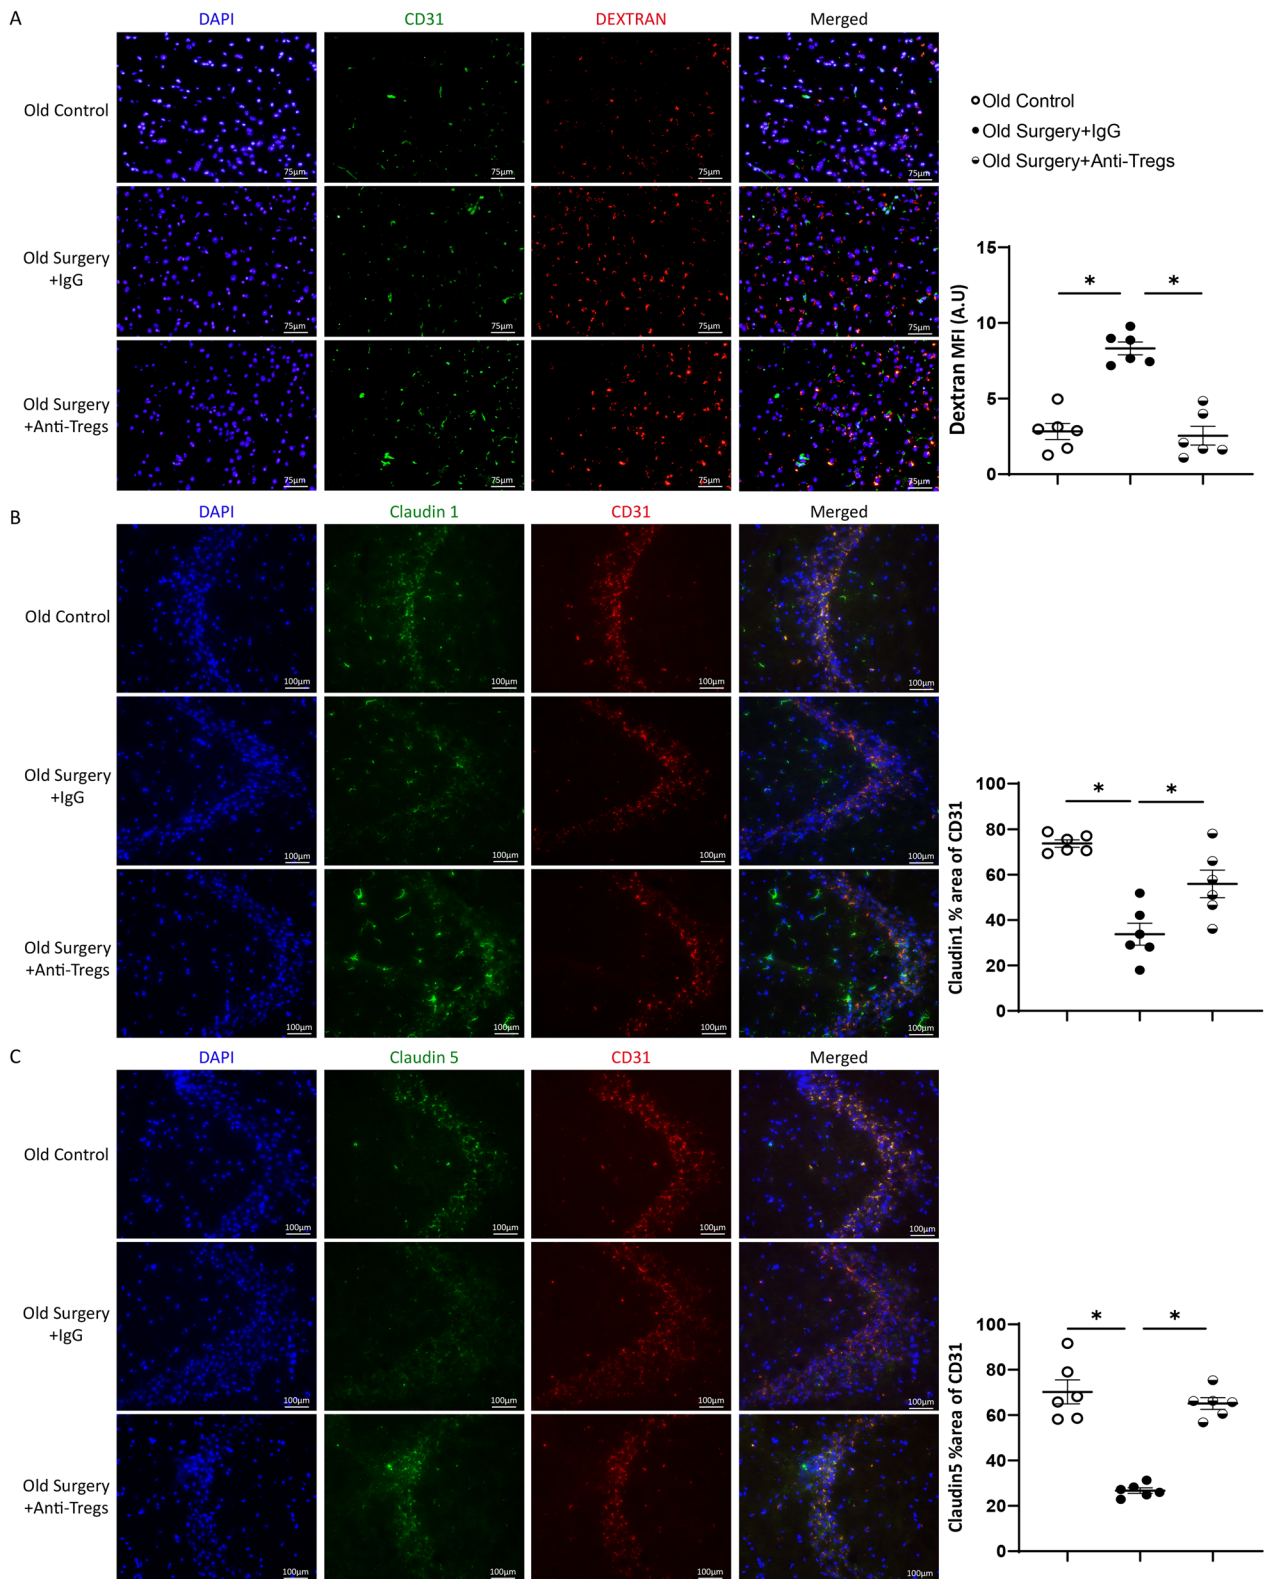 A
DAPI CD31 DEXTRAN Merged
Old Control
75μm 75μm 75μm 75μm
Old Surgery
+IgG
75μm 75μm 75μm 75μm
Old Surgery
+Anti-Tregs
75μm 75μm 75μm 75μm
Old Control
Old Surgery+IgG
Old Surgery+Anti-Tregs
Dextran MFI (A.U)
15
10
5
0
* *
B
DAPI Claudin 1 CD31 Merged
Old Control
100μm 100μm 100μm 100μm
Old Surgery
+IgG
100μm 100μm 100μm 100μm
Old Surgery
+Anti-Tregs
100μm 100μm 100μm 100μm
Claudin1 % area of CD31
100
80
60
40
20
0
* *
C
DAPI Claudin 5 CD31 Merged
Old Control
100μm 100μm 100μm 100μm
Old Surgery
+IgG
100μm 100μm 100μm 100μm
Old Surgery
+Anti-Tregs
100μm 100μm 100μm 100μm
Claudin5 %area of CD31
100
80
60
40
20
0
* *